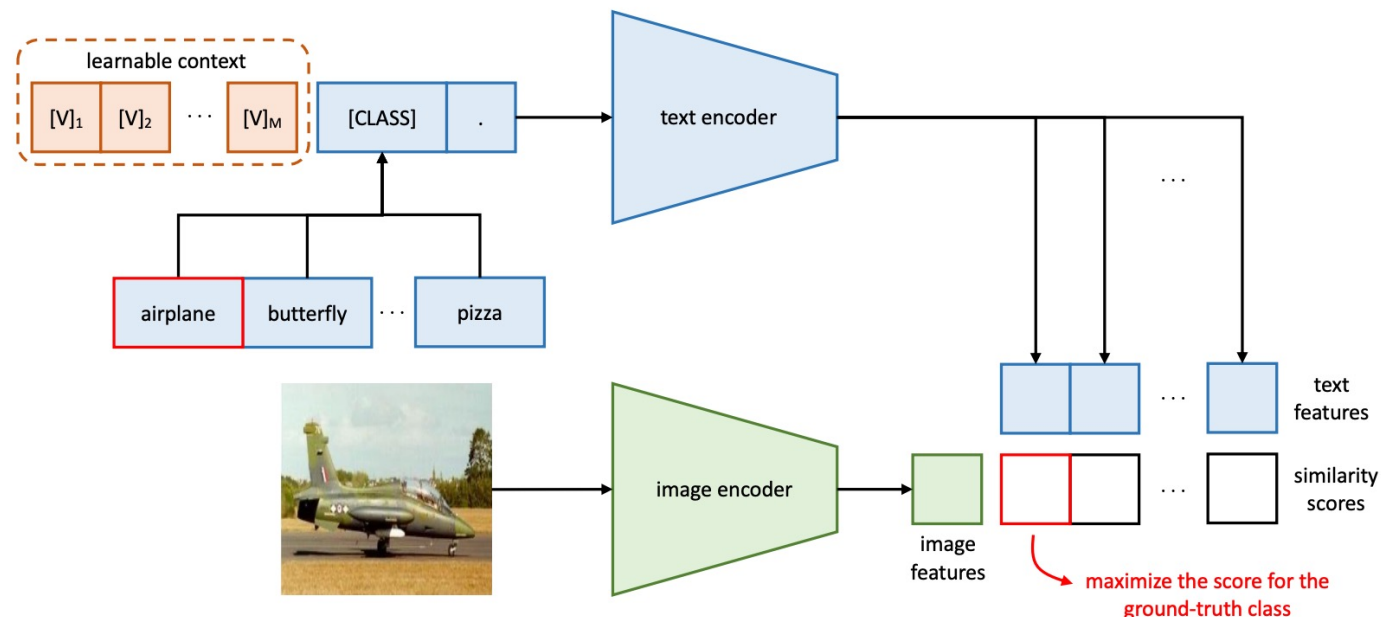 learnable context
[V]₁ [V]₂ ··· [V]M [CLASS] .
text encoder
···
airplane butterfly ··· pizza
text
features
···
image encoder
similarity
scores
···
image
features
maximize the score for the
ground-truth class